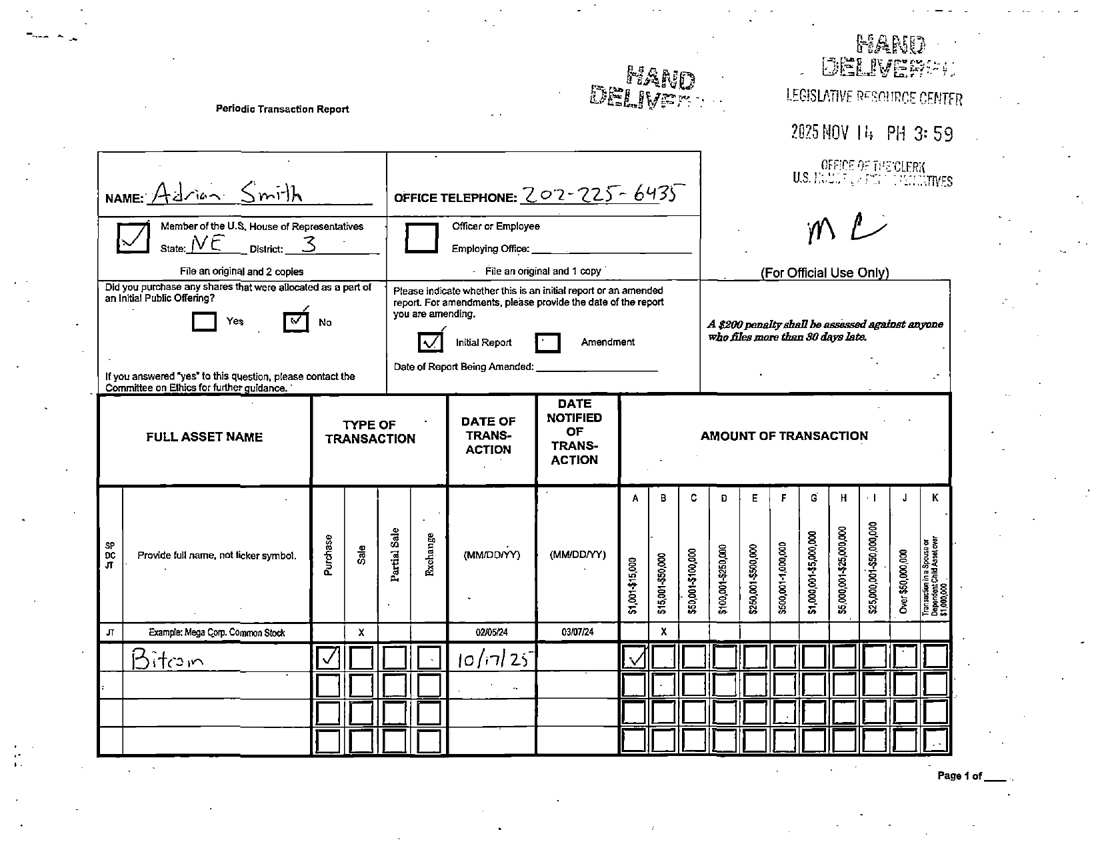 HAND
DELIVERED
HAND
LEGISLATIVE RESOURCE CENTER
Periodic Transaction Report
2025 NOV 14 PM 3:59
OFFICE OF THE CLERK
U.S.
NAME: Adrian Smith
OFFICE TELEPHONE: 202-225-6435
MC
Member of the U.S. House of Representatives
State: NE District: 3
File an original and 2 copies
Officer or Employee
Employing Office:
File an original and 1 copy
(For Official Use Only)
Did you purchase any shares that were allocated as a part of
an Initial Public Offering?
Yes No
If you answered "yes" to this question, please contact the
Committee on Ethics for further guidance.
Please indicate whether this is an initial report or an amended
report. For amendments, please provide the date of the report
you are amending.
Initial Report Amendment
Date of Report Being Amended:
A $200 penalty shall be assessed against anyone
who files more than 30 days late.
FULL ASSET NAME
TYPE OF
TRANSACTION
DATE OF
TRANS-
ACTION
DATE
NOTIFIED
OF
TRANS-
ACTION
AMOUNT OF TRANSACTION
A B C D E F G H I J K
SP
DC
JT
Provide full name, not ticker symbol.
Purchase
Sale
Partial Sale
Exchange
(MM/DD/YY)
(MM/DD/YY)
$1,001-$15,000
$15,001-$50,000
$50,001-$100,000
$100,001-$250,000
$250,001-$500,000
$500,001-1,000,000
$1,000,001-$5,000,000
$5,000,001-$25,000,000
$25,000,001-$50,000,000
Over $50,000,000
Transaction in a Spouse or
Dependent Child Asset over
$1,000,000
JT Example: Mega Corp. Common Stock X 02/05/24 03/07/24 X
Bitcoin 10/17/25
Page 1 of